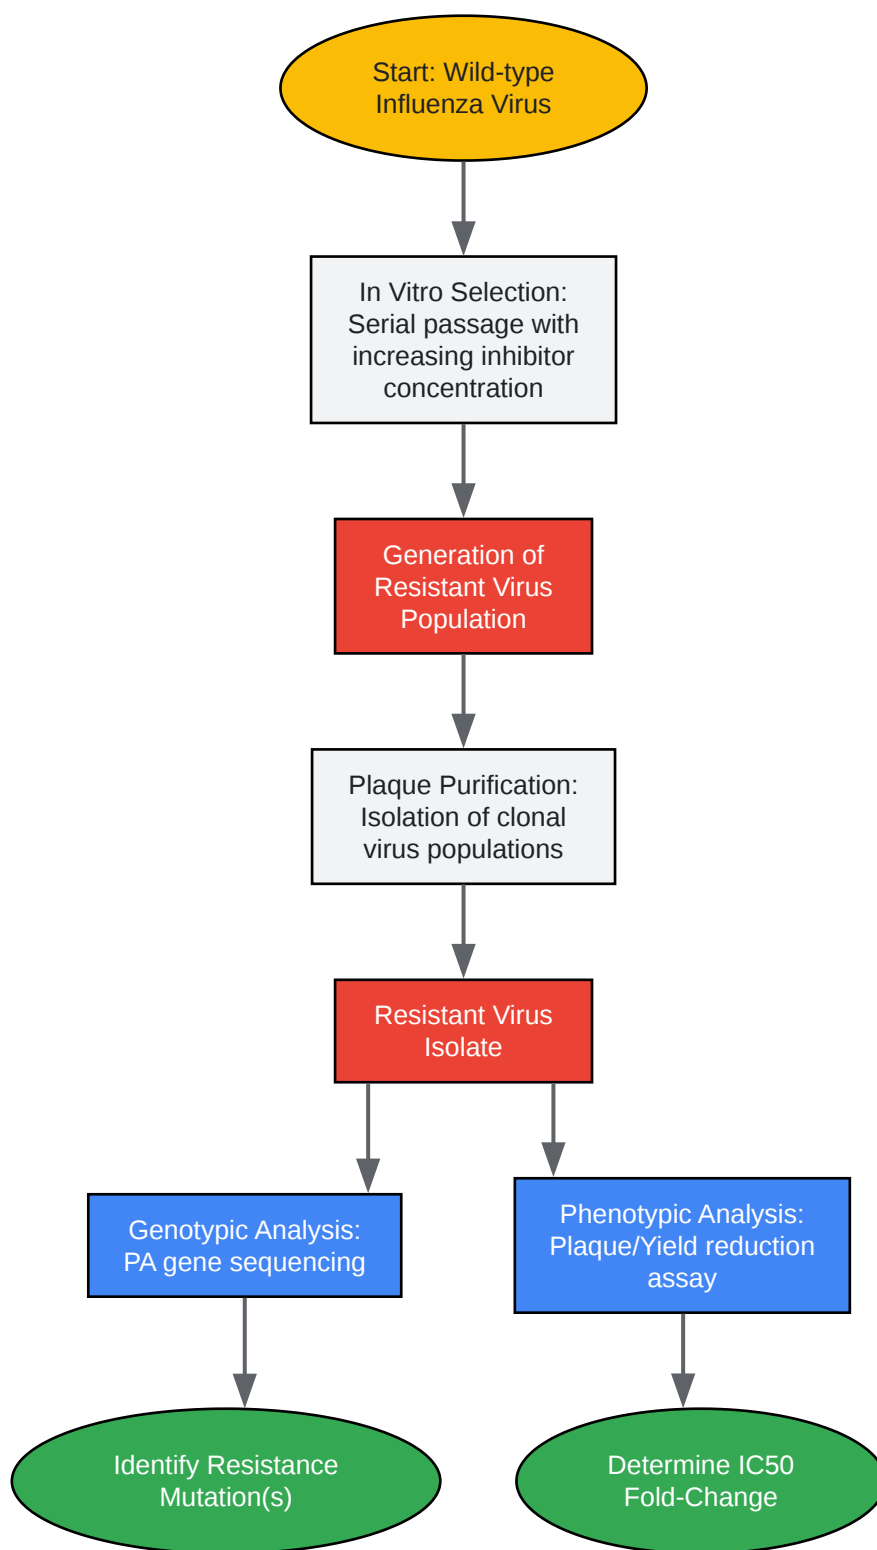 Start: Wild-type
Influenza Virus
In Vitro Selection:
Serial passage with
increasing inhibitor
concentration
Generation of
Resistant Virus
Population
Plaque Purification:
Isolation of clonal
virus populations
Resistant Virus
Isolate
Genotypic Analysis:
PA gene sequencing
Phenotypic Analysis:
Plaque/Yield reduction
assay
Identify Resistance
Mutation(s)
Determine IC50
Fold-Change